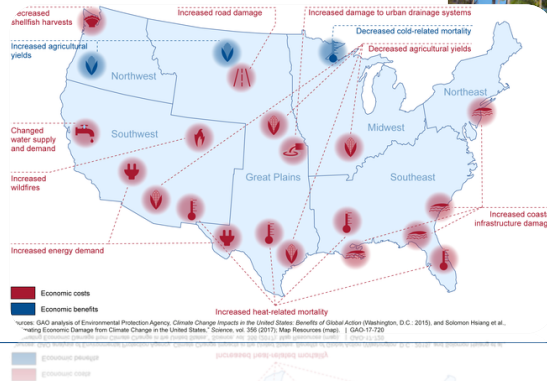 ecreased
shellfish harvests
Increased road damage
Increased damage to urban drainage systems
Decreased cold-related mortality
Increased agricultural
yields
Decreased agricultural yields
Northwest
Northeast
Midwest
Changed
water supply
and demand
Southwest
Great Plains
Southeast
Increased
wildfires
Increased coast
infrastructure damag
Increased energy demand
Economic costs
Economic benefits
Increased heat-related mortality
urces: GAO analysis of Environmental Protection Agency, Climate Change Impacts in the United States: Benefits of Global Action (Washington, D.C.: 2015), and Solomon Hsiang et al.,
ating Economic Damage from Climate Change in the United States," Science, vol. 356 (2017); Map Resources (map). | GAO-17-720